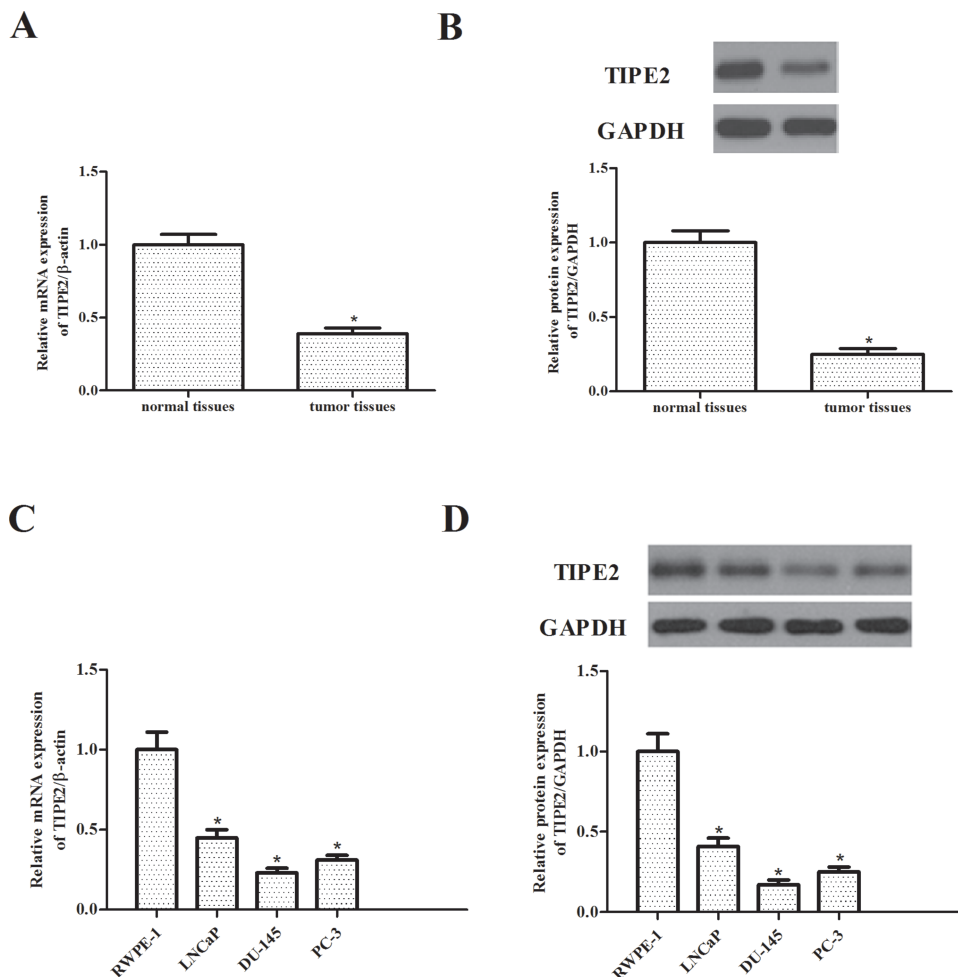 A
Relative mRNA expression
of TIPE2/β-actin
1.5
1.0
0.5
0.0
*
normal tissues
tumor tissues
B
TIPE2
GAPDH
Relative protein expression
of TIPE2/GAPDH
1.5
1.0
0.5
0.0
*
normal tissues
tumor tissues
C
Relative mRNA expression
of TIPE2/β-actin
1.5
1.0
0.5
0.0
*
*
*
RWPE-1
LNCaP
DU-145
PC-3
D
TIPE2
GAPDH
Relative protein expression
of TIPE2/GAPDH
1.5
1.0
0.5
0.0
*
*
*
RWPE-1
LNCaP
DU-145
PC-3